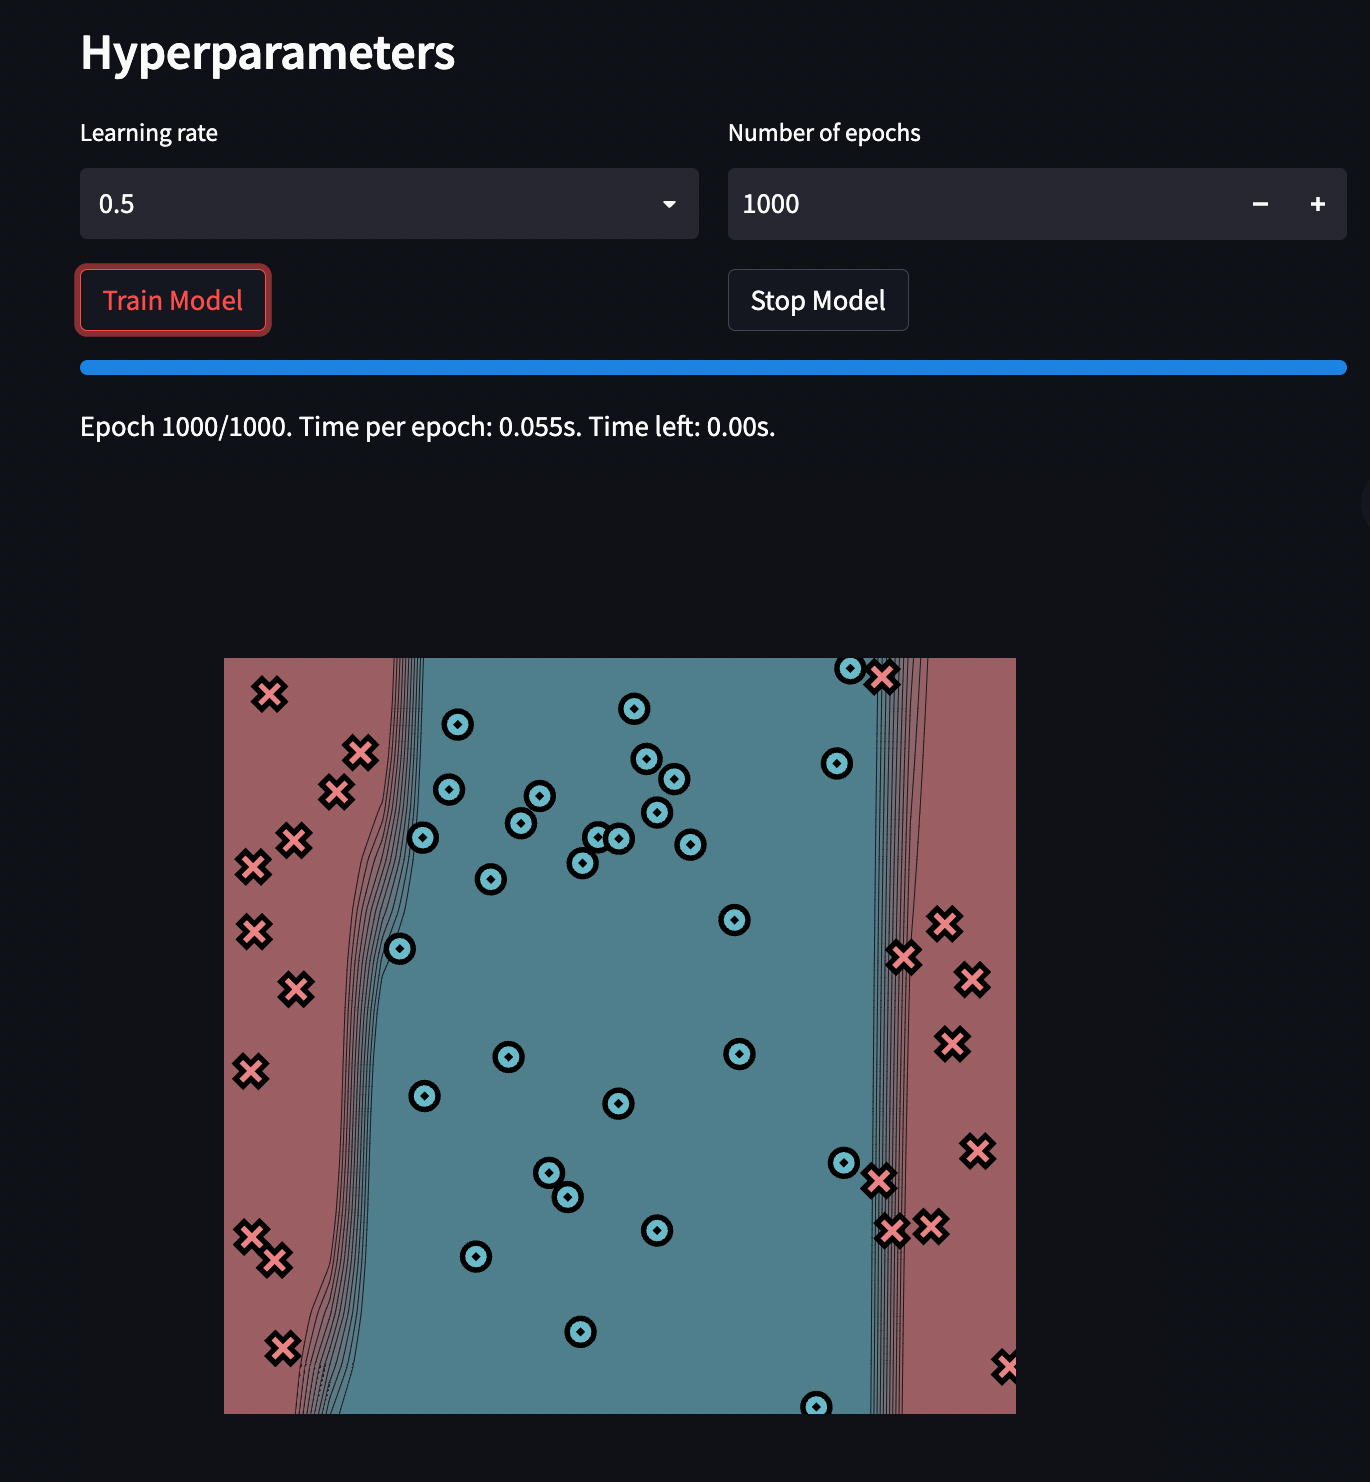 Hyperparameters
Learning rate
Number of epochs
0.5
1000
Train Model
Stop Model
Epoch 1000/1000. Time per epoch: 0.055s. Time left: 0.00s.